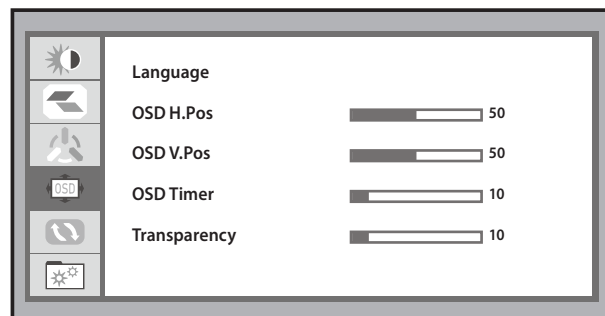 Language
OSD H.Pos 50
OSD V.Pos 50
OSD
OSD Timer 10
Transparency 10